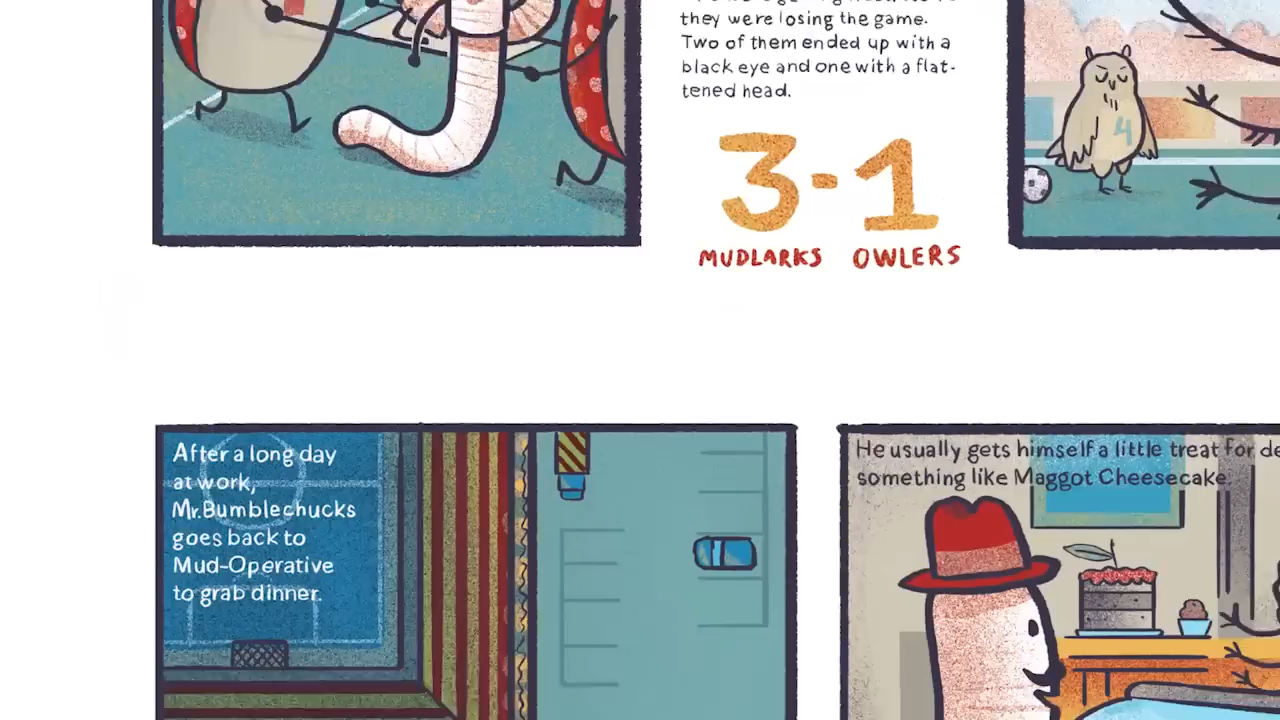 they were losing the game.
Two of them ended up with a
black eye and one with a flat-
tened head.
3-1
MUDLARKS OWLERS
4
After a long day
at work,
Mr.Bumblechucks
goes back to
Mud-Operative
to grab dinner.
He usually gets himself a little treat for
something like Maggot Cheesecake